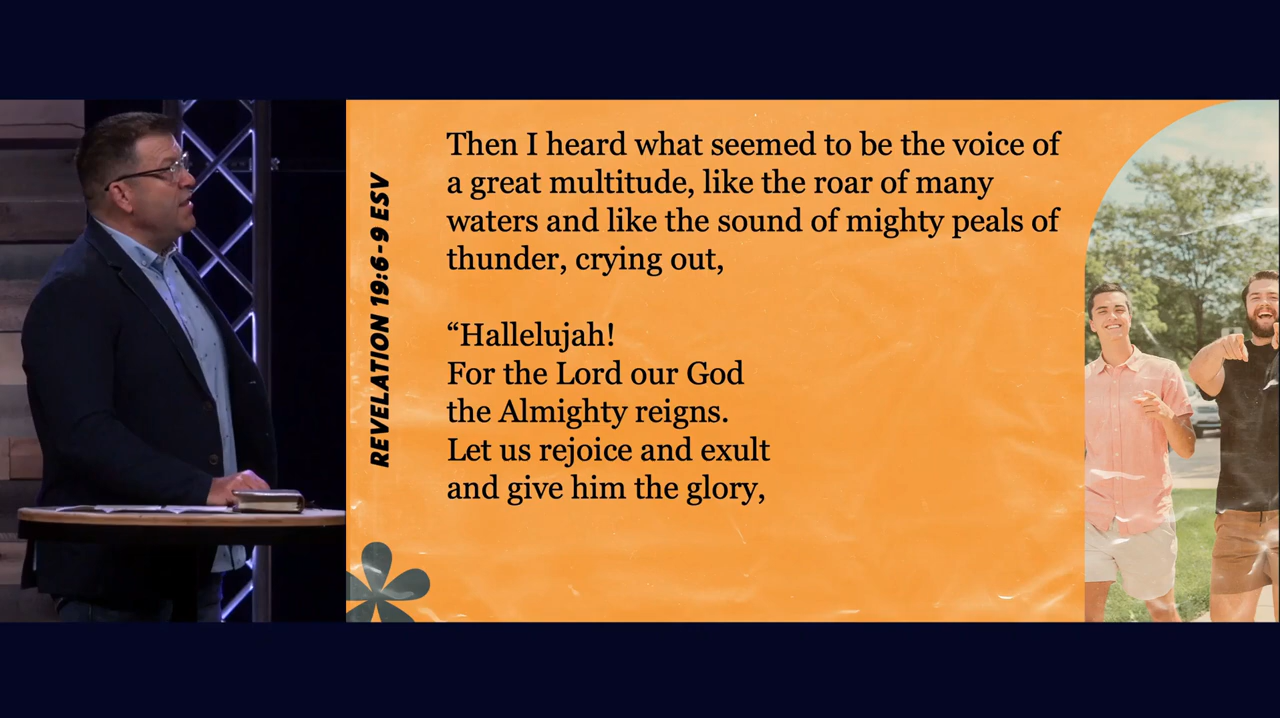 REVELATION 19:6-9 ESV
Then I heard what seemed to be the voice of
a great multitude, like the roar of many
waters and like the sound of mighty peals of
thunder, crying out,
“Hallelujah!
For the Lord our God
the Almighty reigns.
Let us rejoice and exult
and give him the glory,